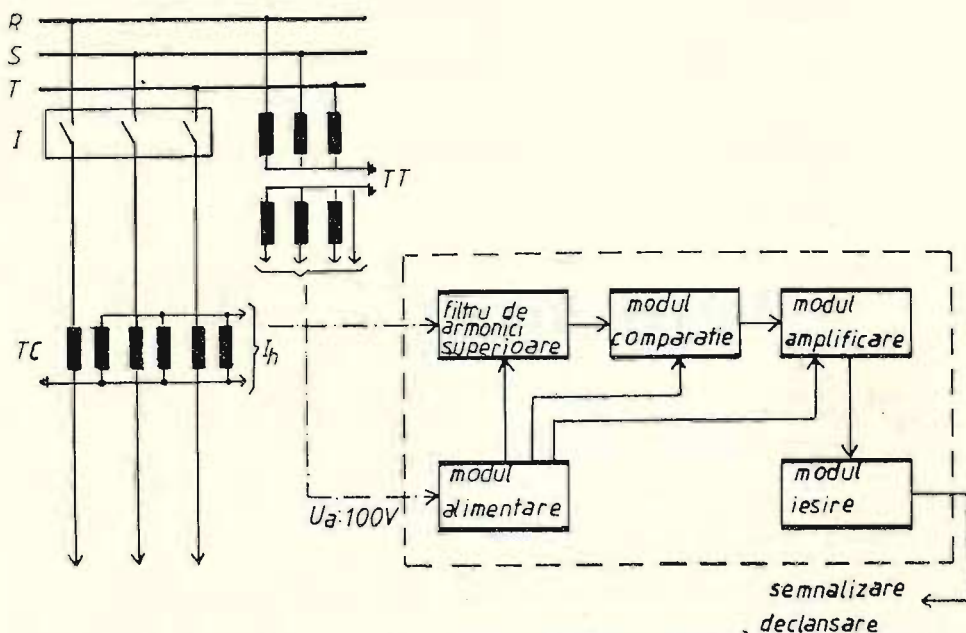 R
S
T
I
TT
TC
Ih
filtru de
armonici
superioare
modul
comparatie
modul
amplificare
modul
alimentare
modul
iesire
Ua:100V
semnalizare
declansare